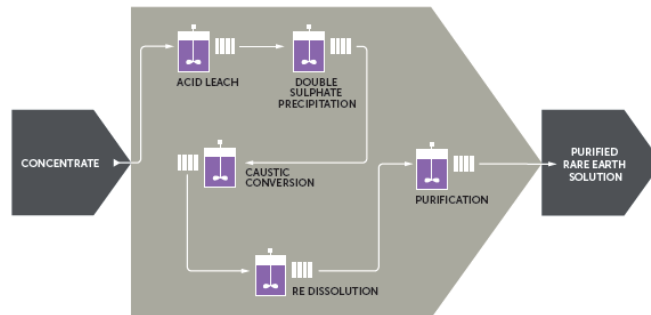 ACID LEACH
DOUBLE
SULPHATE
PRECIPITATION
CONCENTRATE
CAUSTIC
CONVERSION
PURIFICATION
PURIFIED
RARE EARTH
SOLUTION
RE DISSOLUTION